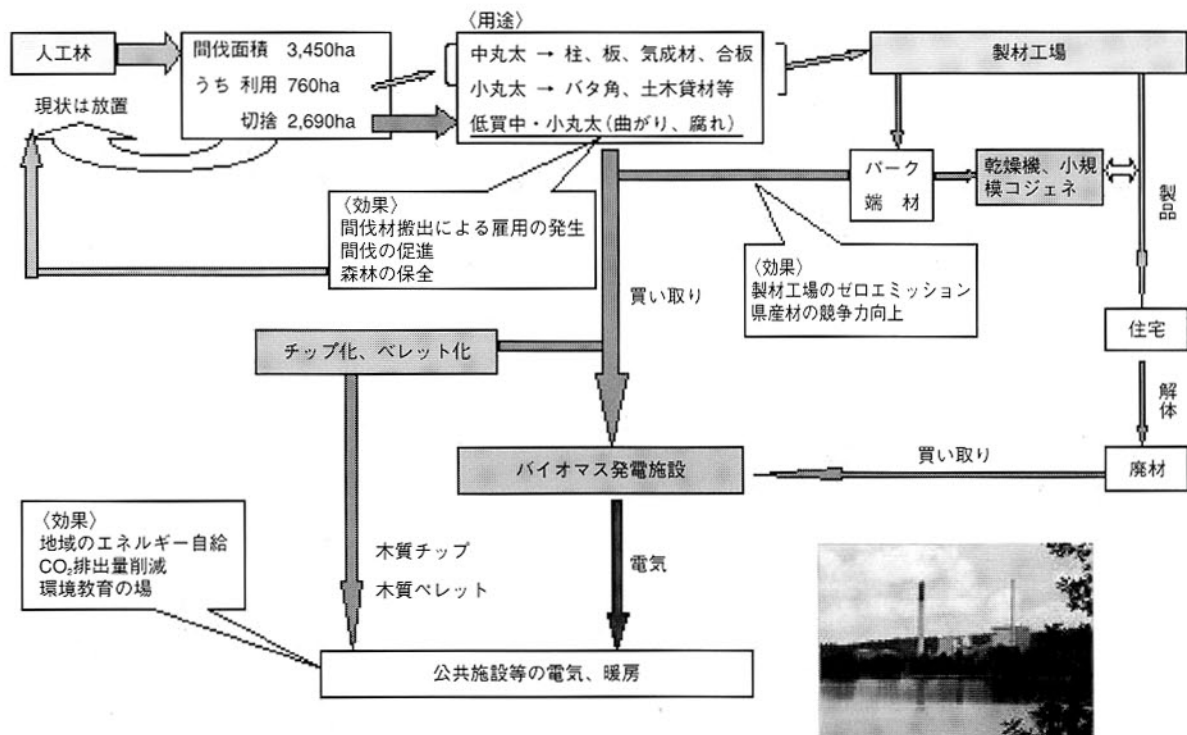 人工林
間伐面積 3,450ha
うち 利用 760ha
切捨 2,690ha
〈用途〉
中丸太 → 柱、板、気成材、合板
小丸太 → バタ角、土木貸材等
低買中・小丸太(曲がり、腐れ)
製材工場
現状は放置
〈効果〉
間伐材搬出による雇用の発生
間伐の促進
森林の保全
バーク
端 材
乾燥機、小規
模コジェネ
製品
〈効果〉
製材工場のゼロエミッション
県産材の競争力向上
買い取り
住宅
チップ化、ペレット化
解体
バイオマス発電施設
買い取り
廃材
〈効果〉
地域のエネルギー自給
CO₂排出量削減
環境教育の場
木質チップ
木質ペレット
電気
公共施設等の電気、暖房